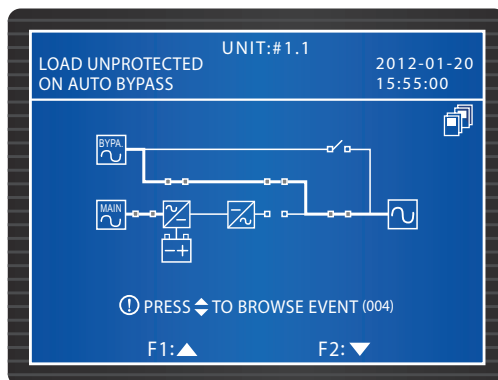 UNIT:#1.1
LOAD UNPROTECTED
ON AUTO BYPASS
2012-01-20
15:55:00
BYPA.
MAIN
PRESS TO BROWSE EVENT (004)
F1: F2: